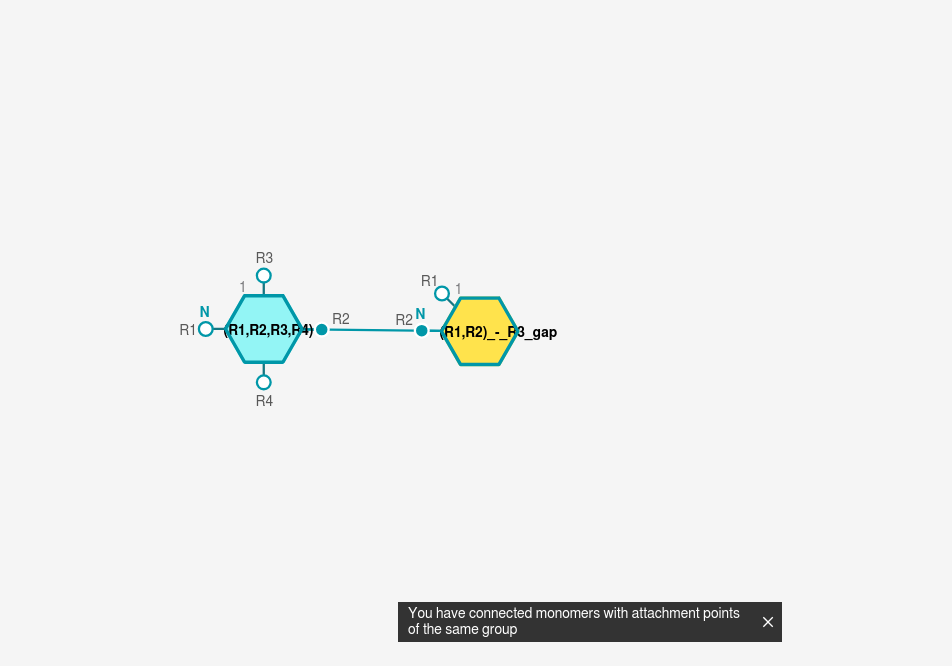 R3
1
N
R1
(R1,R2,R3,R4)
R2
R4
R1
1
R2
N
(R1,R2)_-_R3_gap
You have connected monomers with attachment points
of the same group